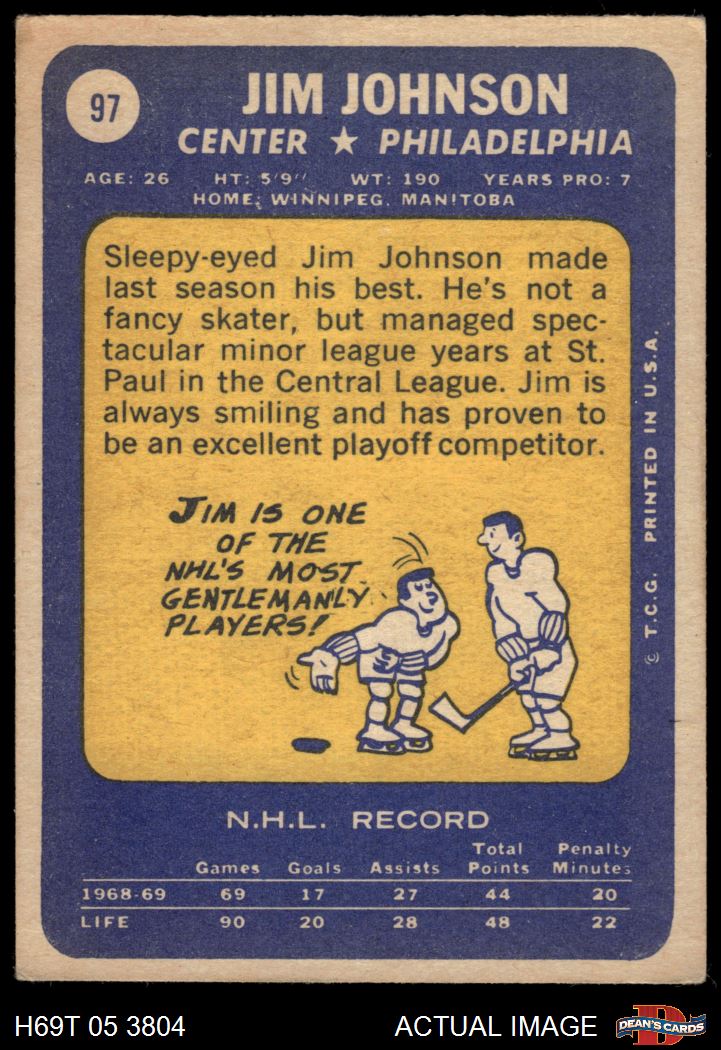 97
JIM JOHNSON
CENTER ★ PHILADELPHIA
AGE: 26 HT: 5'9'' WT: 190 YEARS PRO: 7
HOME: WINNIPEG, MANITOBA
Sleepy-eyed Jim Johnson made
last season his best. He's not a
fancy skater, but managed spec-
tacular minor league years at St.
Paul in the Central League. Jim is
always smiling and has proven to
be an excellent playoff competitor.
JIM IS ONE
OF THE
NHL'S MOST
GENTLEMANLY
PLAYERS!
© T.C.G. PRINTED IN U.S.A.
N.H.L. RECORD
Games Goals Assists Total Points Penalty Minutes
1968-69 69 17 27 44 20
LIFE 90 20 28 48 22
H69T 05 3804 ACTUAL IMAGE
D
DEAN'S CARDS